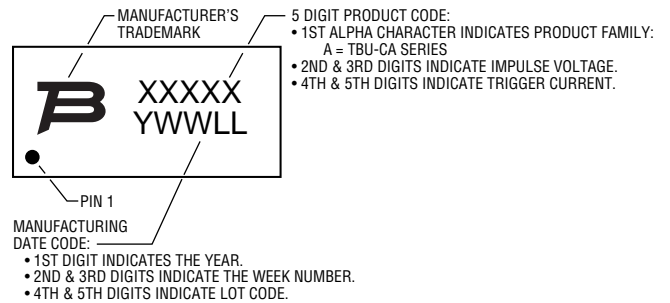 MANUFACTURER'S
TRADEMARK
5 DIGIT PRODUCT CODE:
• 1ST ALPHA CHARACTER INDICATES PRODUCT FAMILY:
A = TBU-CA SERIES
• 2ND & 3RD DIGITS INDICATE IMPULSE VOLTAGE.
• 4TH & 5TH DIGITS INDICATE TRIGGER CURRENT.
XXXXX
YWWLL
PIN 1
MANUFACTURING
DATE CODE:
• 1ST DIGIT INDICATES THE YEAR.
• 2ND & 3RD DIGITS INDICATE THE WEEK NUMBER.
• 4TH & 5TH DIGITS INDICATE LOT CODE.